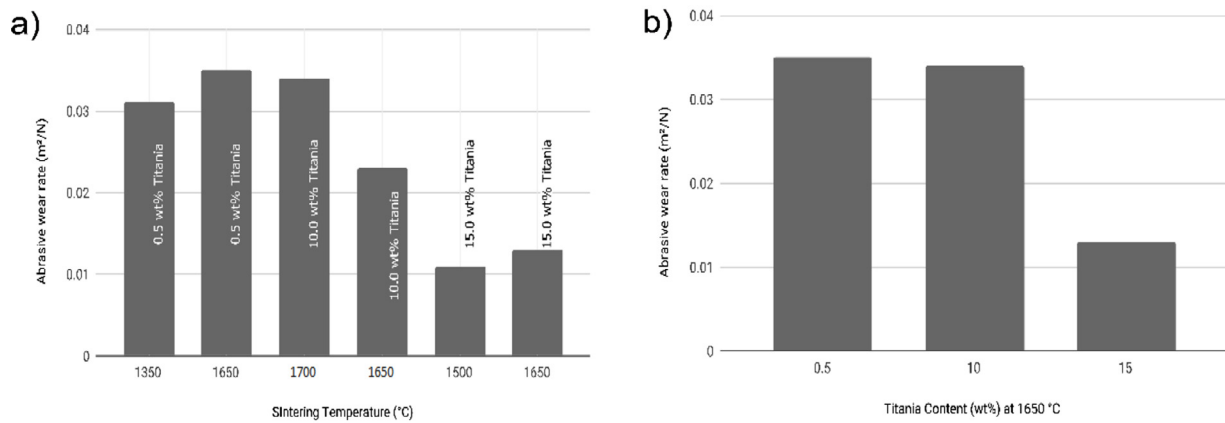 a)
0.04
0.03
0.02
0.01
0
Abrasive wear rate (m²/N)
0.5 wt% Titania
0.5 wt% Titania
10.0 wt% Titania
10.0 wt% Titania
15.0 wt% Titania
15.0 wt% Titania
1350
1650
1700
1650
1500
1650
SIntering Temperature (°C)
b)
0.04
0.03
0.02
0.01
0
Abrasive wear rate (m²/N)
0.5
10
15
Titania Content (wt%) at 1650 °C